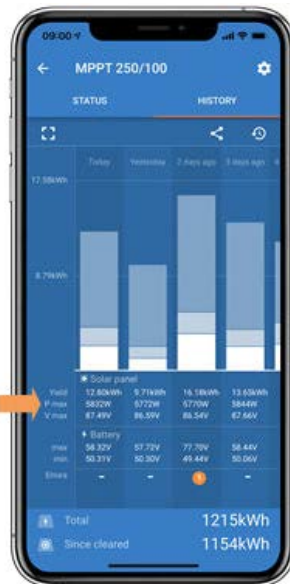 09:00
MPPT 250/100
STATUS HISTORY
Today Yesterday 2 days ago 3 days ago
17.58kWh
8.79kWh
Solar panel
Yield 12.80kWh 9.71kWh 16.18kWh 13.65kWh
P max 5832W 5772W 5770W 5844W
V max 87.49V 86.59V 86.54V 87.66V
Battery
max 58.32V 57.72V 77.70V 58.44V
min 50.31V 50.50V 49.44V 50.06V
Errors - - 1 -
Total 1215kWh
Since cleared 1154kWh